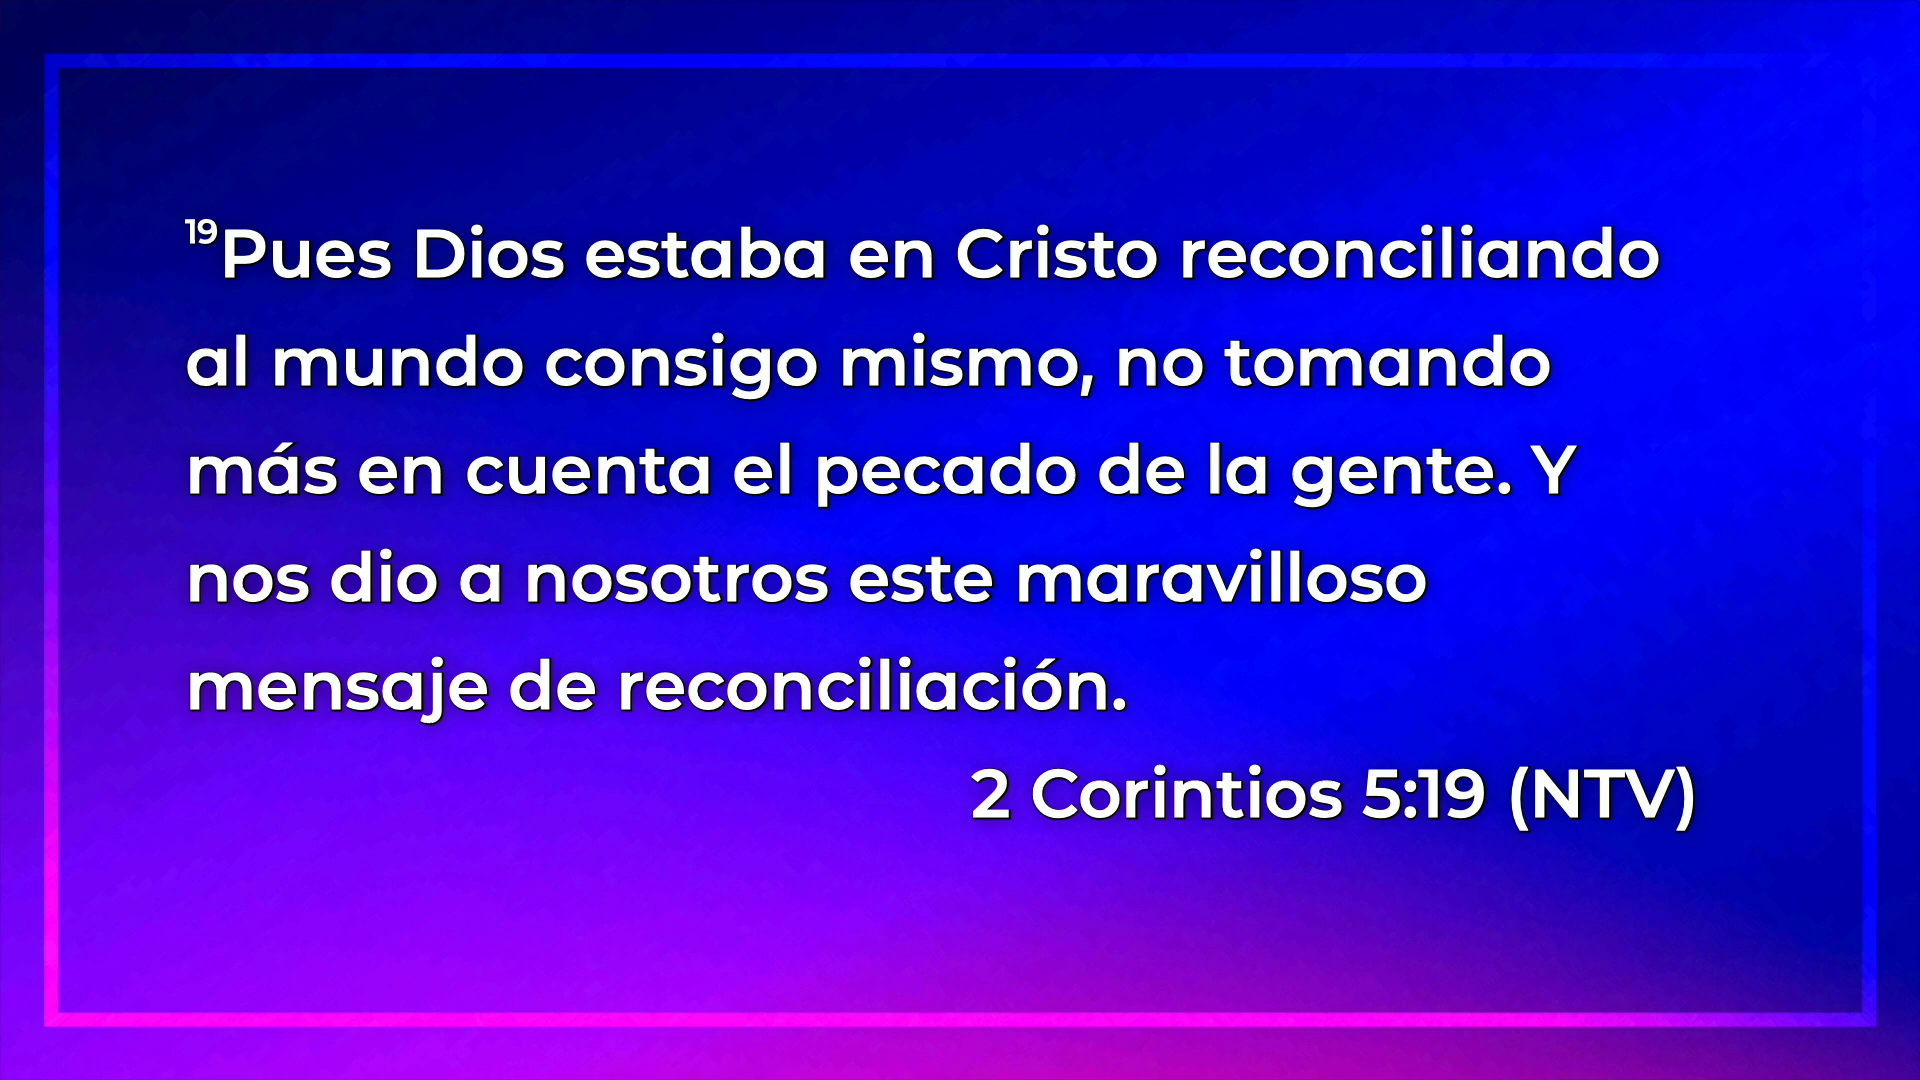 ¹⁹Pues Dios estaba en Cristo reconciliando
al mundo consigo mismo, no tomando
más en cuenta el pecado de la gente. Y
nos dio a nosotros este maravilloso
mensaje de reconciliación.
2 Corintios 5:19 (NTV)